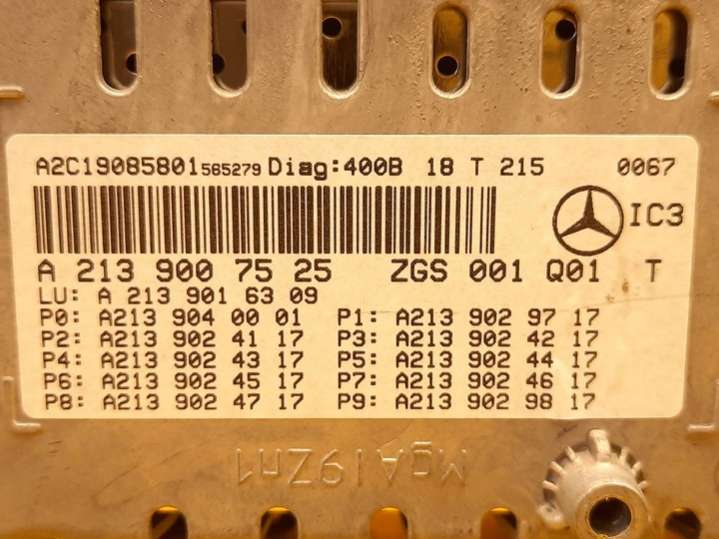 A2C19085801 565279 Diag:400B 18 T 215 0067
IC3
A 213 900 75 25 ZGS 001 Q01 T
LU: A 213 901 63 09
P0: A213 904 00 01 P1: A213 902 97 17
P2: A213 902 41 17 P3: A213 902 42 17
P4: A213 902 43 17 P5: A213 902 44 17
P6: A213 902 45 17 P7: A213 902 46 17
P8: A213 902 47 17 P9: A213 902 98 17
MgAl9Zn1